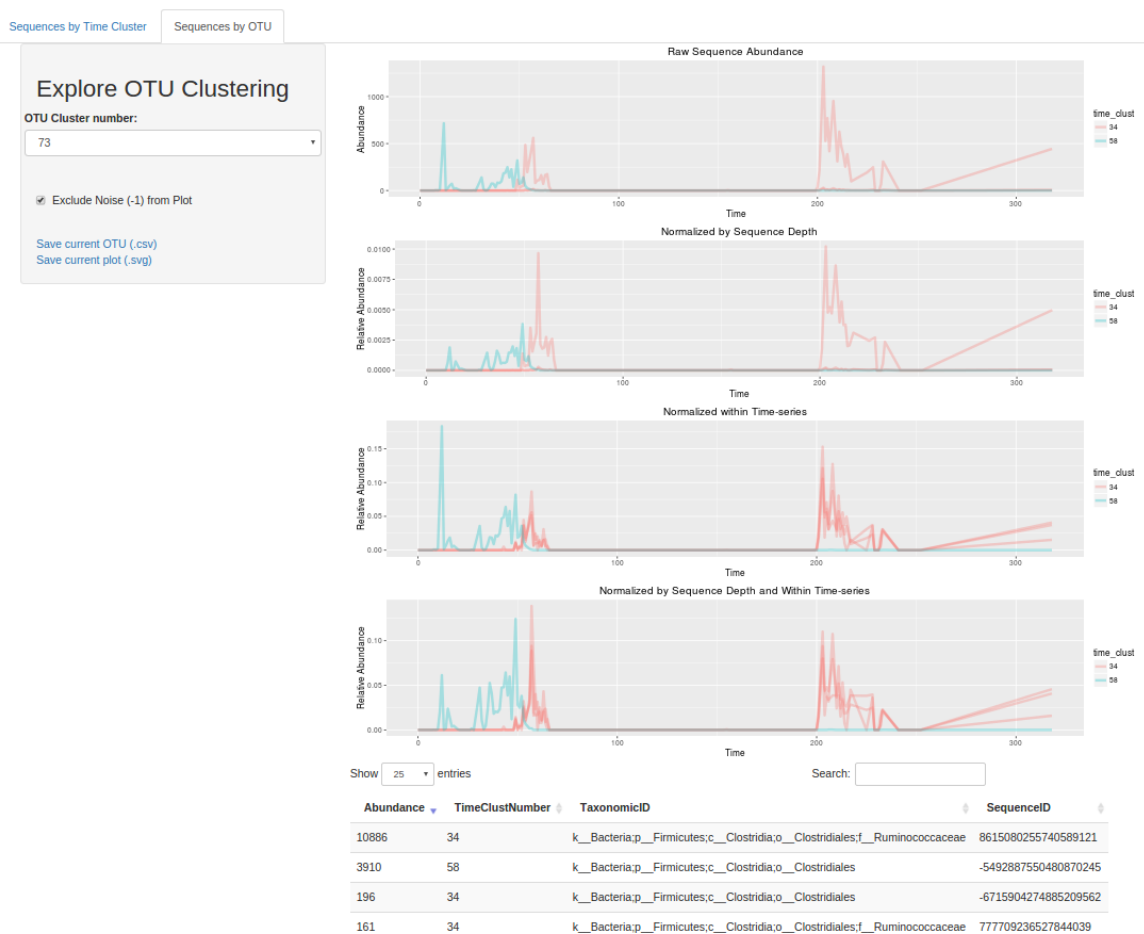 Sequences by Time Cluster
Sequences by OTU
Explore OTU Clustering
OTU Cluster number:
73
Exclude Noise (-1) from Plot
Save current OTU (.csv)
Save current plot (.svg)
Raw Sequence Abundance
Abundance
1000
500
0
0 100 200 300
Time
time_clust
34
58
Normalized by Sequence Depth
Relative Abundance
0.0100
0.0075
0.0050
0.0025
0.0000
0 100 200 300
Time
time_clust
34
58
Normalized within Time-series
Relative Abundance
0.15
0.10
0.05
0.00
0 100 200 300
Time
time_clust
34
58
Normalized by Sequence Depth and Within Time-series
Relative Abundance
0.10
0.05
0.00
0 100 200 300
Time
time_clust
34
58
Show 25 entries Search:
Abundance TimeClustNumber TaxonomicID SequenceID
10886 34 k__Bacteria;p__Firmicutes;c__Clostridia;o__Clostridiales;f__Ruminococcaceae 8615080255740589121
3910 58 k__Bacteria;p__Firmicutes;c__Clostridia;o__Clostridiales -5492887550480870245
196 34 k__Bacteria;p__Firmicutes;c__Clostridia;o__Clostridiales -6715904274885209562
161 34 k__Bacteria;p__Firmicutes;c__Clostridia;o__Clostridiales;f__Ruminococcaceae 7777709236527844039